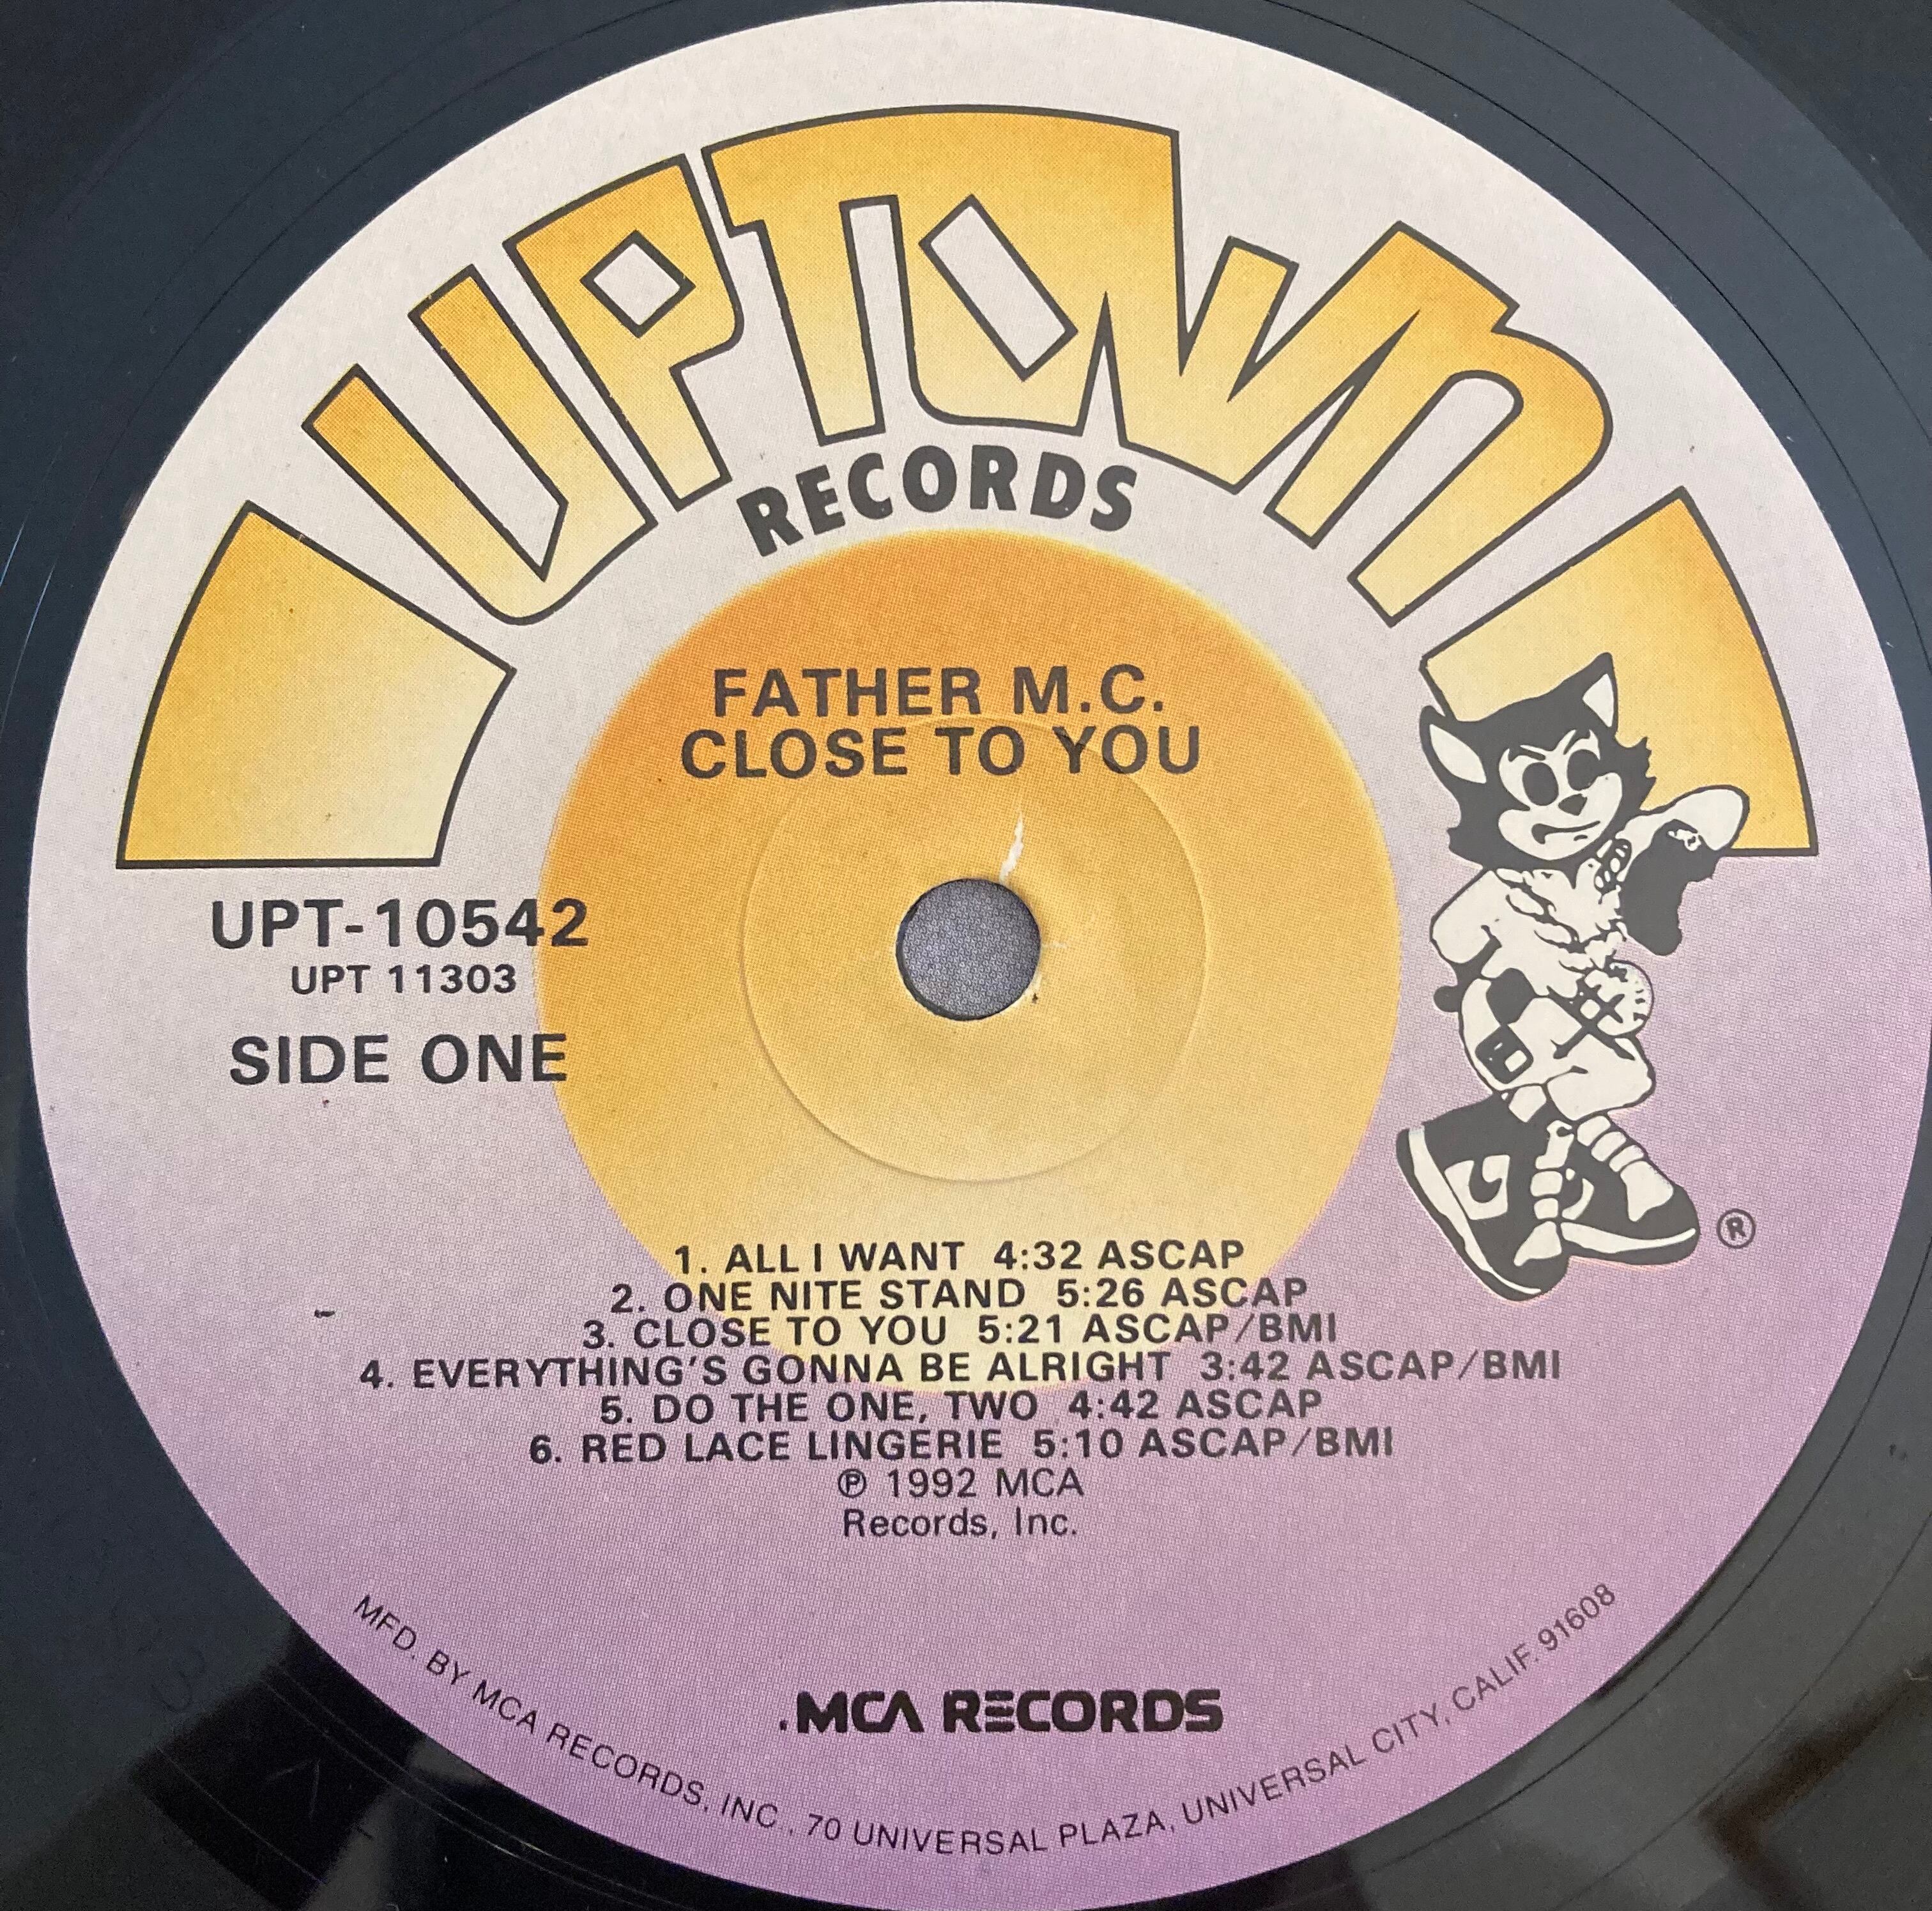 UPTOWN
RECORDS
FATHER M.C.
CLOSE TO YOU
UPT-10542
UPT 11303
SIDE ONE
®
1. ALL I WANT 4:32 ASCAP
2. ONE NITE STAND 5:26 ASCAP
3. CLOSE TO YOU 5:21 ASCAP/BMI
4. EVERYTHING'S GONNA BE ALRIGHT 3:42 ASCAP/BMI
5. DO THE ONE, TWO 4:42 ASCAP
6. RED LACE LINGERIE 5:10 ASCAP/BMI
℗ 1992 MCA
Records, Inc.
.MCA RECORDS
MFD. BY MCA RECORDS, INC., 70 UNIVERSAL PLAZA, UNIVERSAL CITY, CALIF. 91608